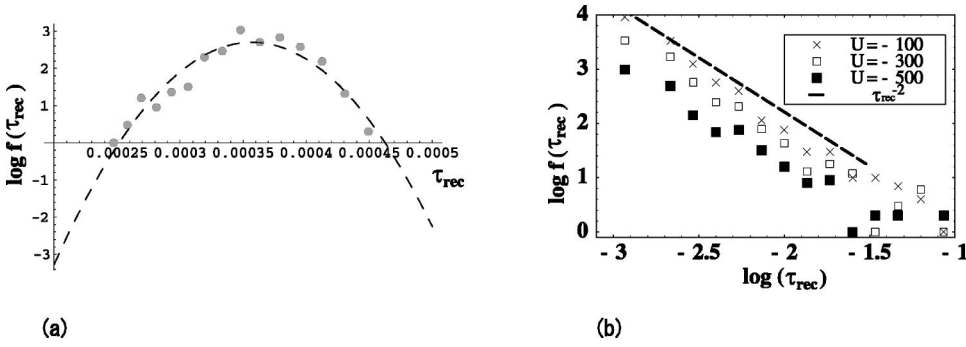 log f (τrec)
3
2
1
0
-1
-2
-3
0.00025 0.0003 0.00035 0.0004 0.00045 0.0005
τrec
(a)
log f (τrec)
4
3
2
1
0
- 3 - 2.5 - 2 - 1.5 - 1
log (τrec)
U = - 100
U = - 300
U = - 500
τrec-2
(b)